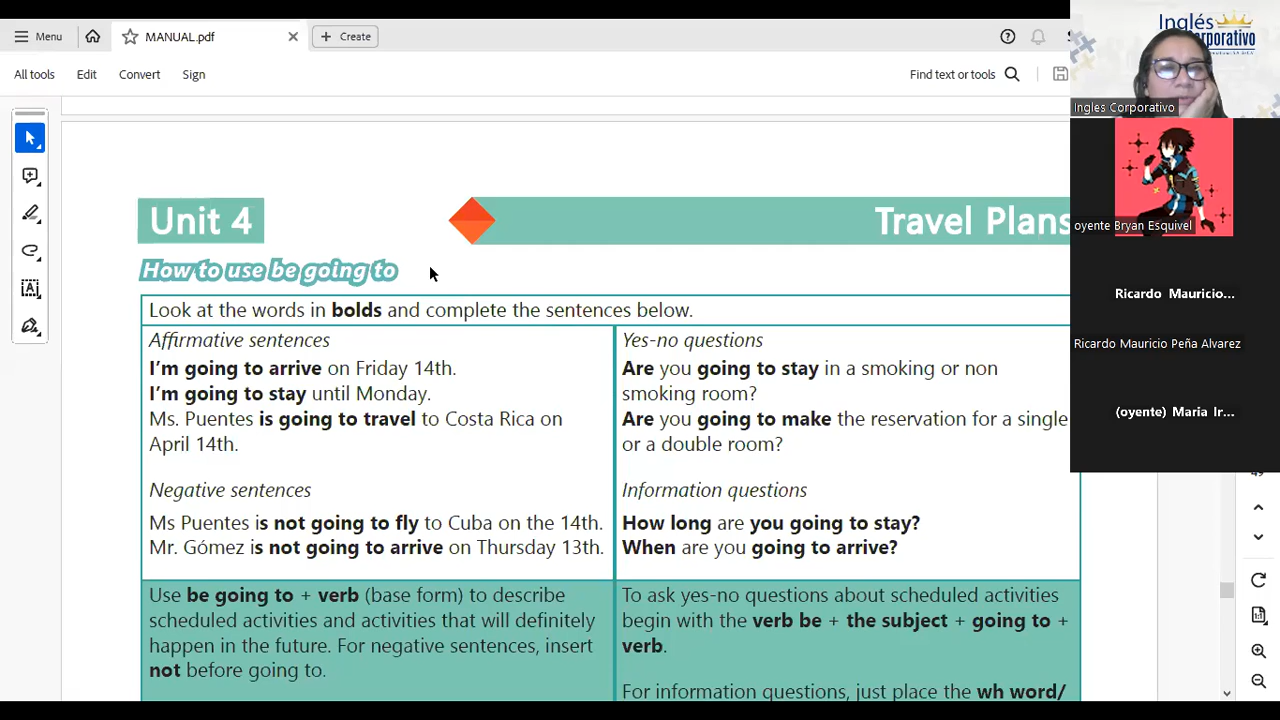 Menu
MANUAL.pdf
Create
All tools
Edit
Convert
Sign
Find text or tools
Inglés
Corporativo
Ingles Corporativo
oyente Bryan Esquivel
Ricardo Mauricio...
Ricardo Mauricio Peña Alvarez
(oyente) Maria Ir...
Unit 4
Travel Plans
How to use be going to
Look at the words in bolds and complete the sentences below.
Affirmative sentences
I'm going to arrive on Friday 14th.
I'm going to stay until Monday.
Ms. Puentes is going to travel to Costa Rica on
April 14th.
Negative sentences
Ms Puentes is not going to fly to Cuba on the 14th.
Mr. Gómez is not going to arrive on Thursday 13th.
Yes-no questions
Are you going to stay in a smoking or non
smoking room?
Are you going to make the reservation for a single
or a double room?
Information questions
How long are you going to stay?
When are you going to arrive?
Use be going to + verb (base form) to describe
scheduled activities and activities that will definitely
happen in the future. For negative sentences, insert
not before going to.
To ask yes-no questions about scheduled activities
begin with the verb be + the subject + going to +
verb.
For information questions, just place the wh word/